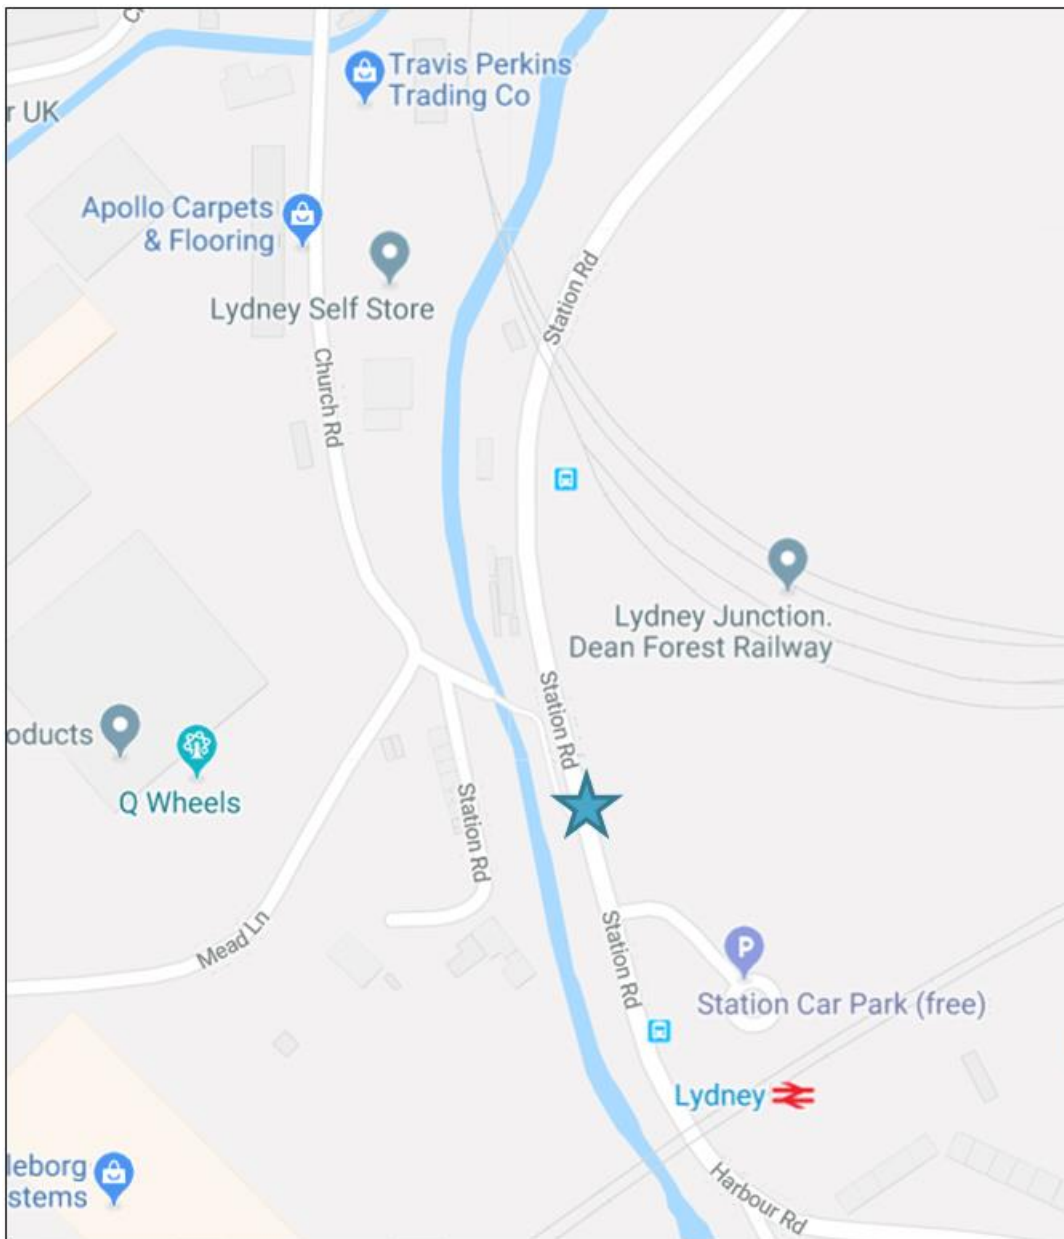 Travis Perkins
Trading Co
r UK
Apollo Carpets
& Flooring
Station Rd
Lydney Self Store
Church Rd
Lydney Junction.
Dean Forest Railway
Station Rd
oducts
Q Wheels
Station Rd
Mead Ln
Station Rd
P
Station Car Park (free)
Lydney
leborg
stems
Harbour Rd